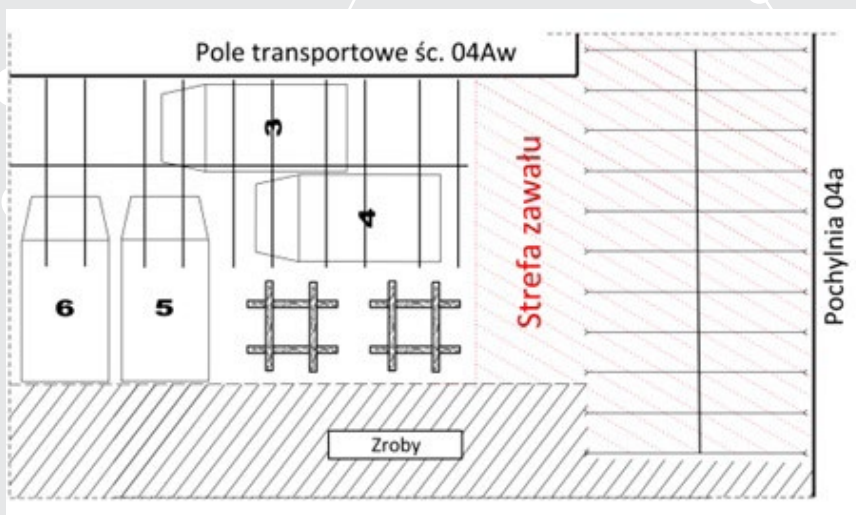 Pole transportowe śc. 04Aw
3
4
6
5
Strefa zawału
Pochylnia 04a
Zroby